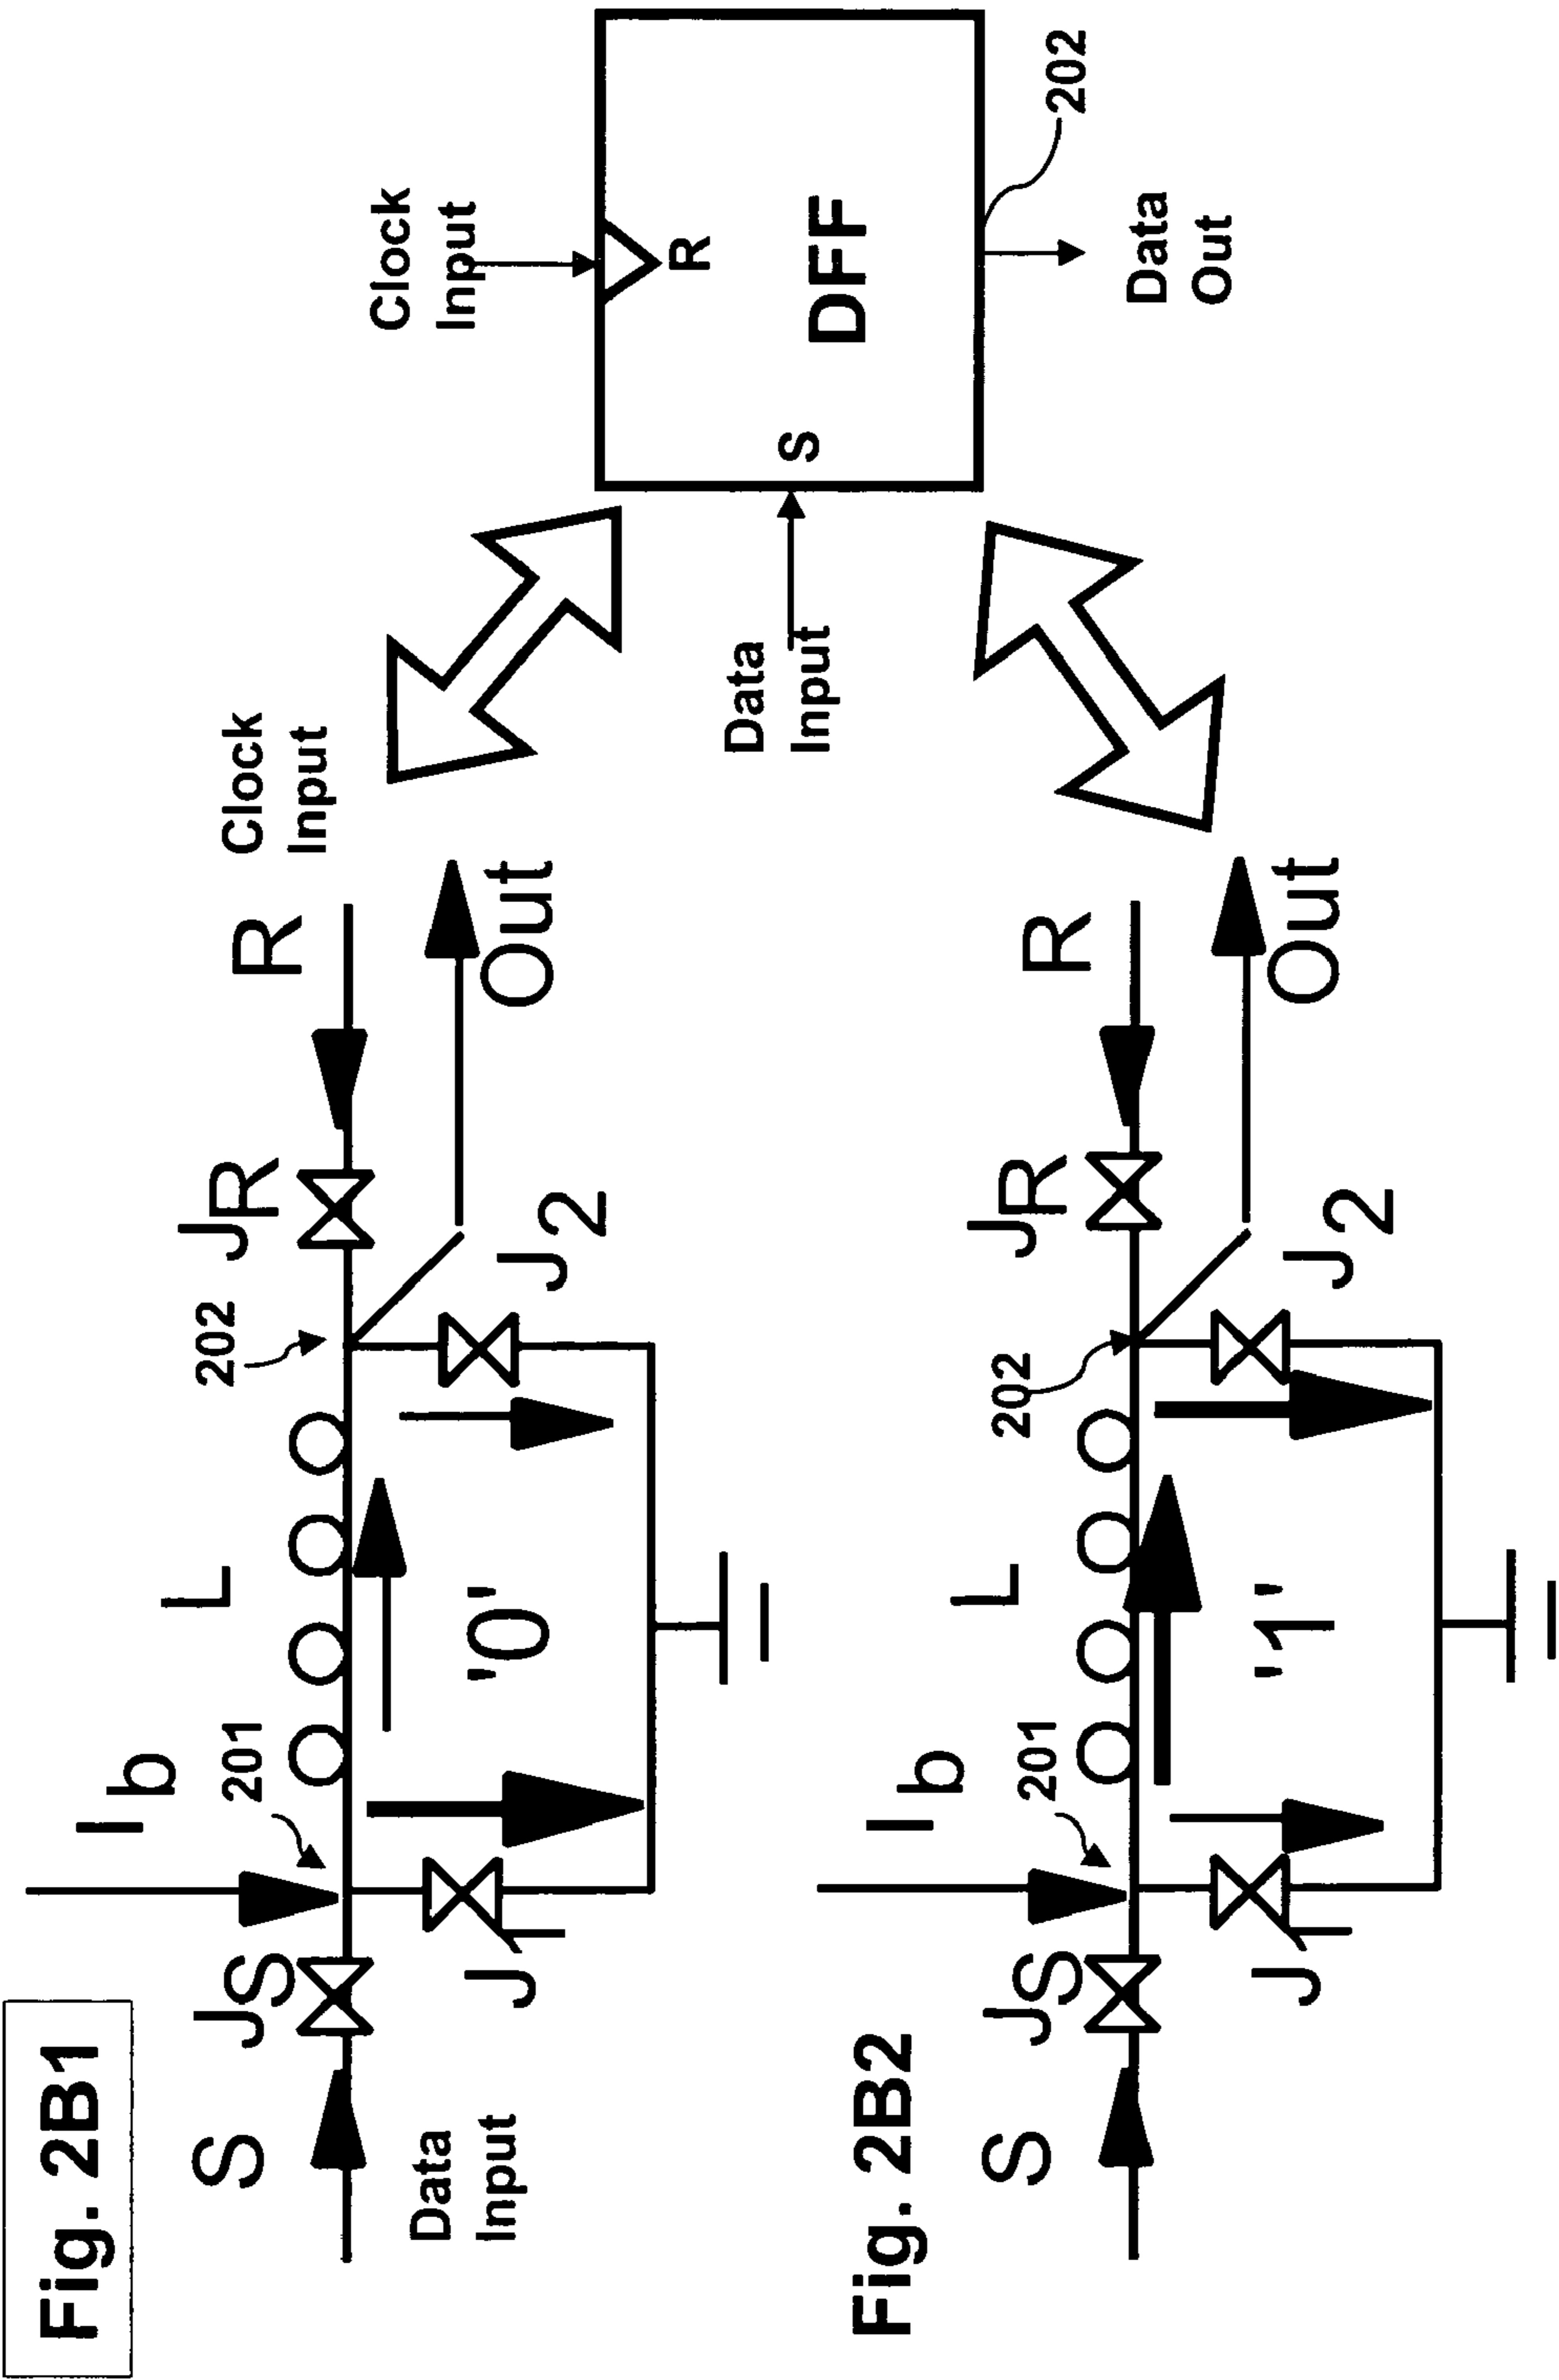 Fig. 2B1
S
Data
Input
JS
Ib
201
J1
L
'0'
202
JR
J2
R
Out
Clock
Input
Fig. 2B2
S
JS
Ib
201
J1
L
"1"
202
JR
J2
R
Out
Clock
Input
R
Data
Input
S
DFF
202
Data
Out